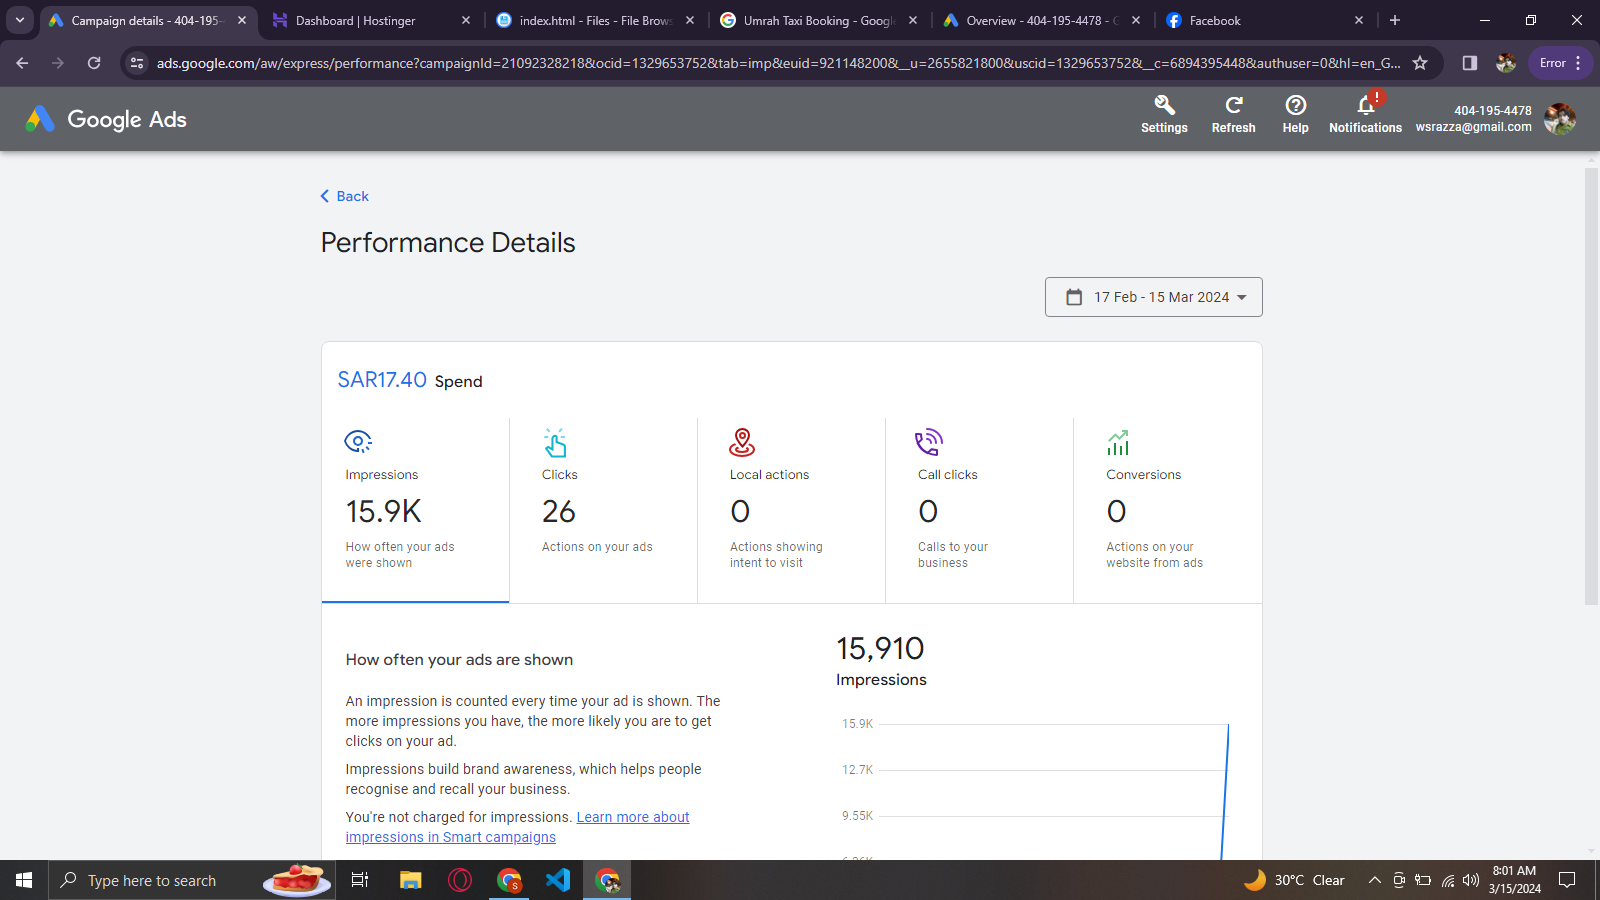 Campaign details - 404-195-
Dashboard | Hostinger
index.html - Files - File Brows
Umrah Taxi Booking - Google
Overview - 404-195-4478 - G
Facebook
ads.google.com/aw/express/performance?campaignId=21092328218&ocid=1329653752&tab=imp&euid=921148200&__u=2655821800&uscid=1329653752&__c=6894395448&authuser=0&hl=en_G...
Error
Google Ads
Settings
Refresh
Help
!
Notifications
404-195-4478
wsrazza@gmail.com
Back
Performance Details
17 Feb - 15 Mar 2024
SAR17.40 Spend
Impressions
15.9K
How often your ads
were shown
Clicks
26
Actions on your ads
Local actions
0
Actions showing
intent to visit
Call clicks
0
Calls to your
business
Conversions
0
Actions on your
website from ads
How often your ads are shown
An impression is counted every time your ad is shown. The
more impressions you have, the more likely you are to get
clicks on your ad.
Impressions build brand awareness, which helps people
recognise and recall your business.
You're not charged for impressions. Learn more about
impressions in Smart campaigns
15,910
Impressions
15.9K
12.7K
9.55K
Type here to search
S
30°C Clear
8:01 AM
3/15/2024